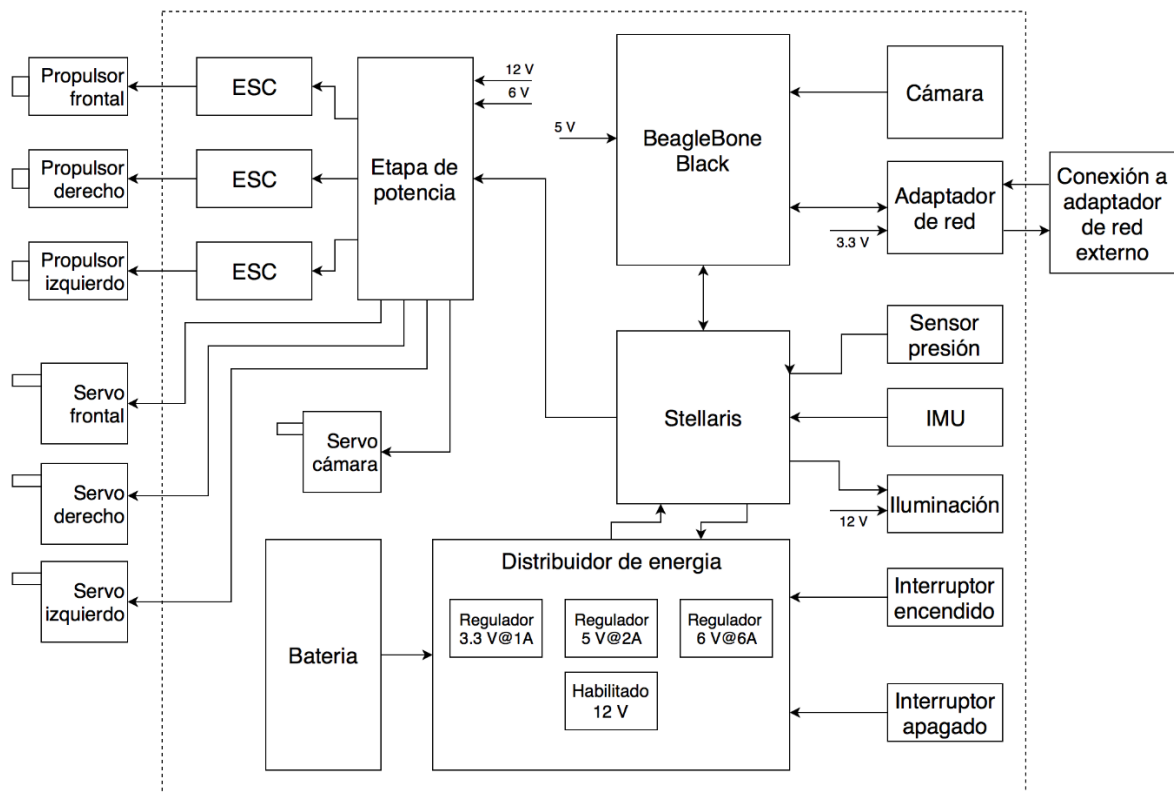 Propulsor
frontal
ESC
12 V
6 V
Etapa de
potencia
Propulsor
derecho
ESC
Propulsor
izquierdo
ESC
5 V
BeagleBone
Black
Cámara
Adaptador
de red
3.3 V
Conexión a
adaptador
de red
externo
Servo
frontal
Servo
derecho
Servo
izquierdo
Servo
cámara
Stellaris
Sensor
presión
IMU
Iluminación
12 V
Bateria
Distribuidor de energia
Regulador
3.3 V@1A
Regulador
5 V@2A
Regulador
6 V@6A
Habilitado
12 V
Interruptor
encendido
Interruptor
apagado